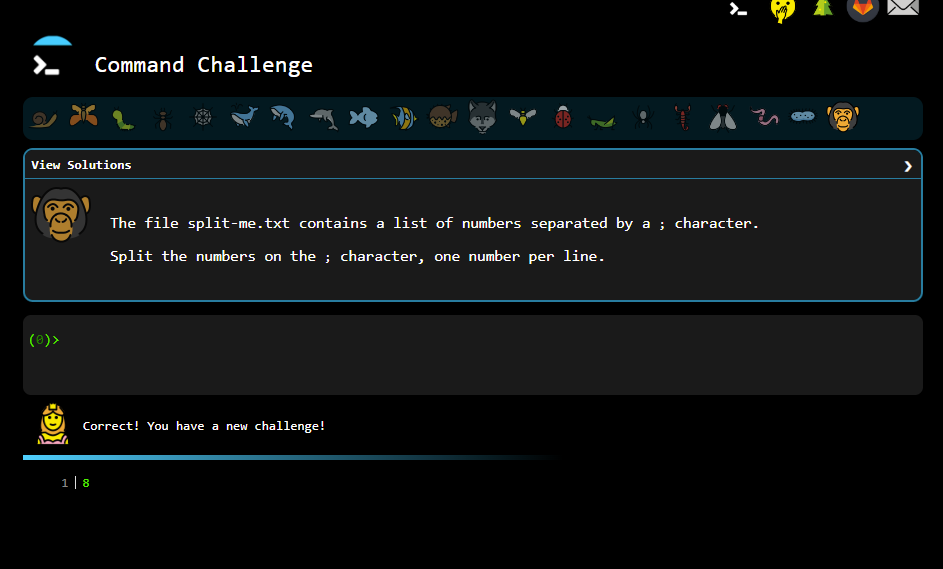 Command Challenge
View Solutions
The file split-me.txt contains a list of numbers separated by a ; character.
Split the numbers on the ; character, one number per line.
(0)>
Correct! You have a new challenge!
1 8